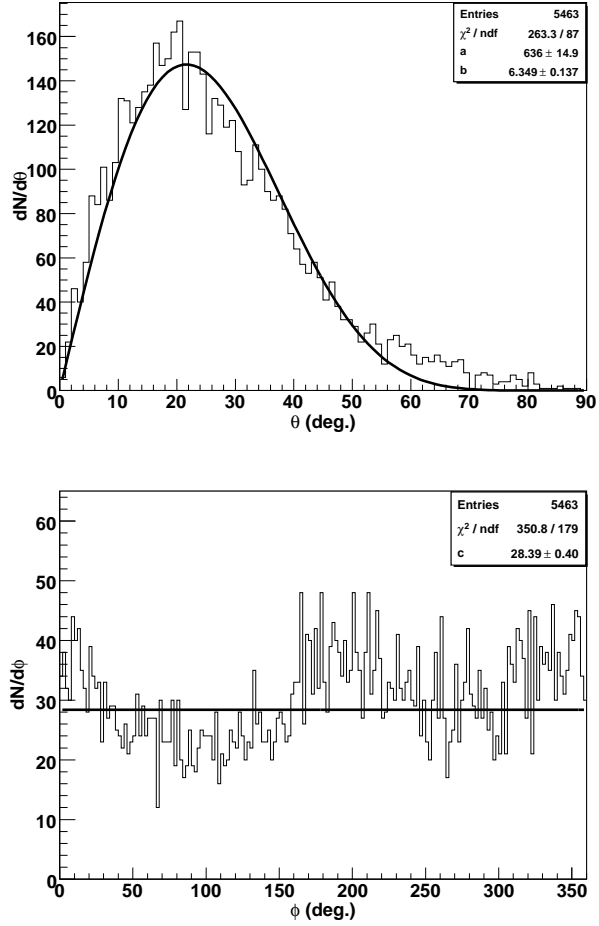 Entries 5463
χ² / ndf 263.3 / 87
a 636 ± 14.9
b 6.349 ± 0.137
dN/dθ
160
140
120
100
80
60
40
20
0
0 10 20 30 40 50 60 70 80 90
θ (deg.)
Entries 5463
χ² / ndf 350.8 / 179
c 28.39 ± 0.40
dN/dϕ
60
50
40
30
20
10
0
0 50 100 150 200 250 300 350
ϕ (deg.)